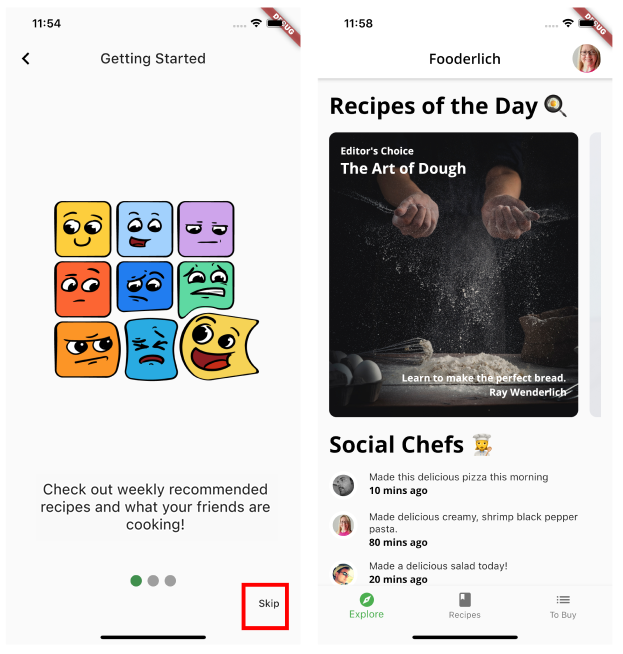 11:54
DEBUG
Getting Started
Check out weekly recommended
recipes and what your friends are
cooking!
Skip
11:58
DEBUG
Fooderlich
Recipes of the Day
Editor's Choice
The Art of Dough
Learn to make the perfect bread.
Ray Wenderlich
Social Chefs
Made this delicious pizza this morning
10 mins ago
Made delicious creamy, shrimp black pepper
pasta.
80 mins ago
Made a delicious salad today!
20 mins ago
Explore
Recipes
To Buy